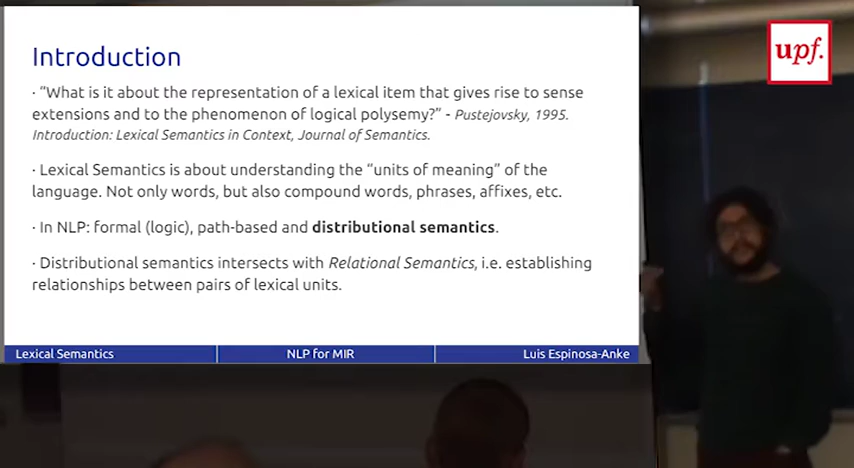 Introduction
· “What is it about the representation of a lexical item that gives rise to sense
extensions and to the phenomenon of logical polysemy?” - Pustejovsky, 1995.
Introduction: Lexical Semantics in Context, Journal of Semantics.
· Lexical Semantics is about understanding the “units of meaning” of the
language. Not only words, but also compound words, phrases, affixes, etc.
· In NLP: formal (logic), path-based and distributional semantics.
· Distributional semantics intersects with Relational Semantics, i.e. establishing
relationships between pairs of lexical units.
Lexical Semantics
NLP for MIR
Luis Espinosa-Anke
upf.